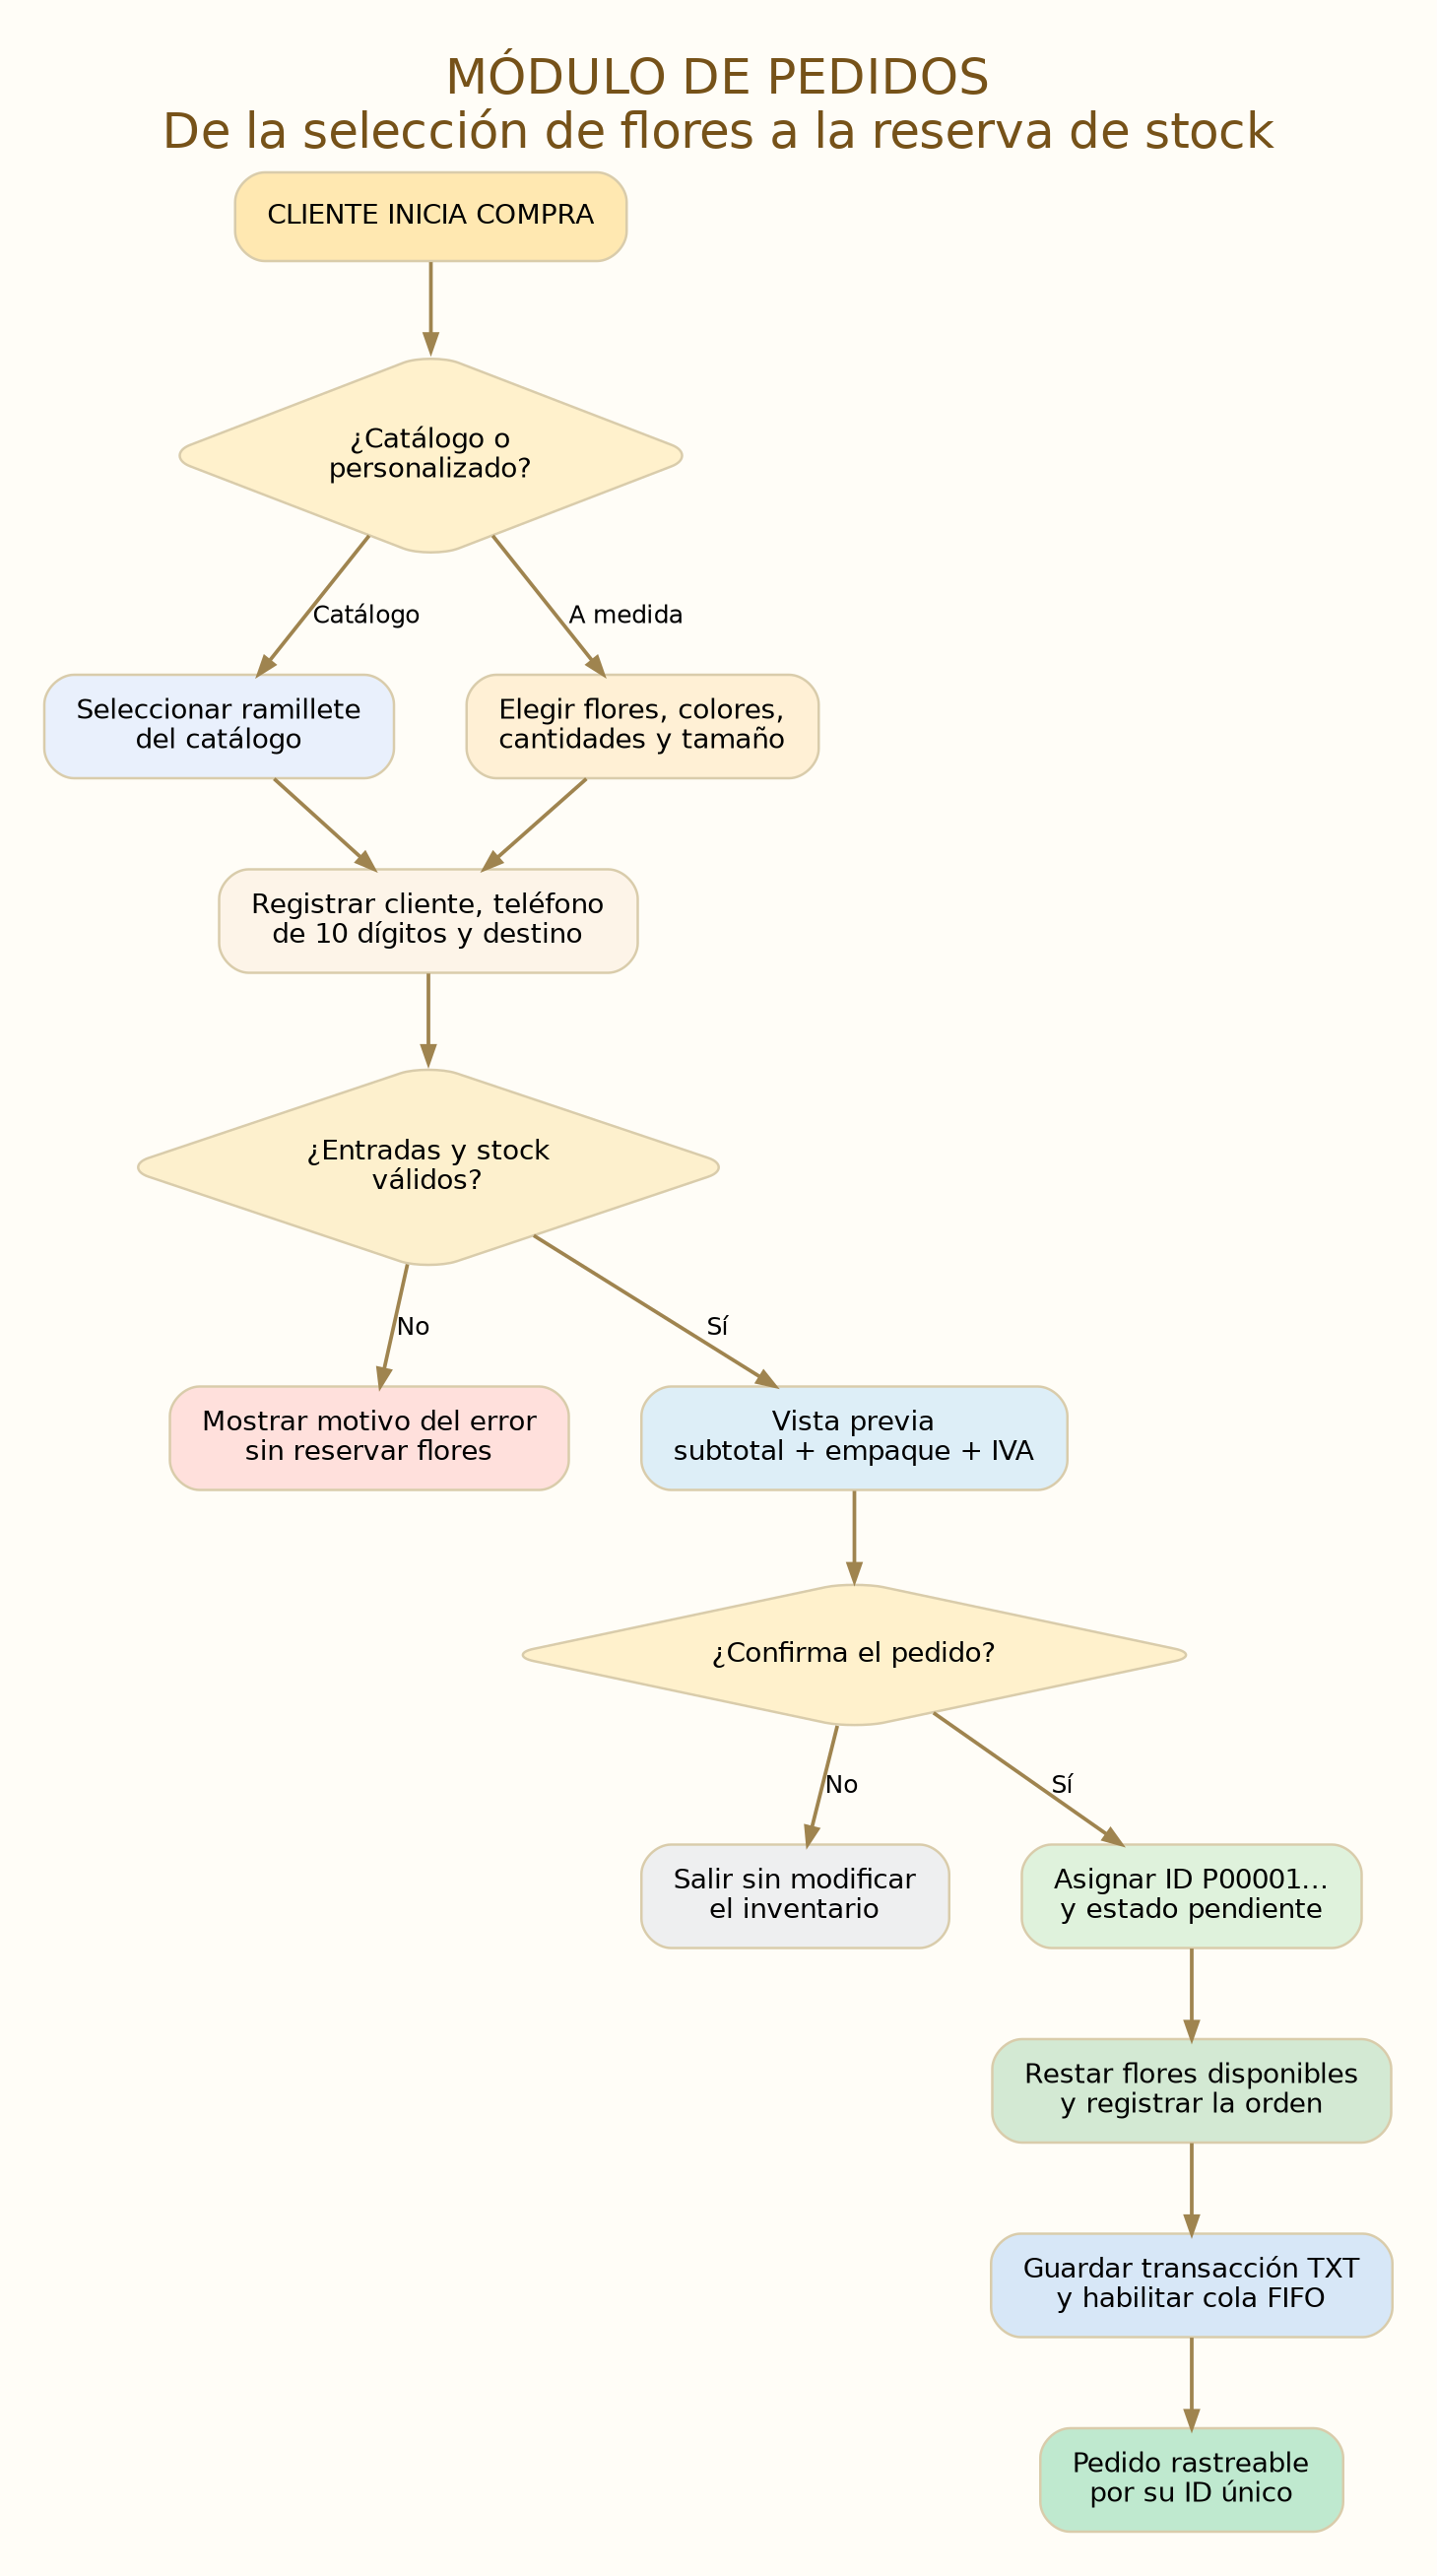 MÓDULO DE PEDIDOS
De la selección de flores a la reserva de stock
CLIENTE INICIA COMPRA
¿Catálogo o
personalizado?
Catálogo
A medida
Seleccionar ramillete
del catálogo
Elegir flores, colores,
cantidades y tamaño
Registrar cliente, teléfono
de 10 dígitos y destino
¿Entradas y stock
válidos?
No
Sí
Mostrar motivo del error
sin reservar flores
Vista previa
subtotal + empaque + IVA
¿Confirma el pedido?
No
Sí
Salir sin modificar
el inventario
Asignar ID P00001...
y estado pendiente
Restar flores disponibles
y registrar la orden
Guardar transacción TXT
y habilitar cola FIFO
Pedido rastreable
por su ID único